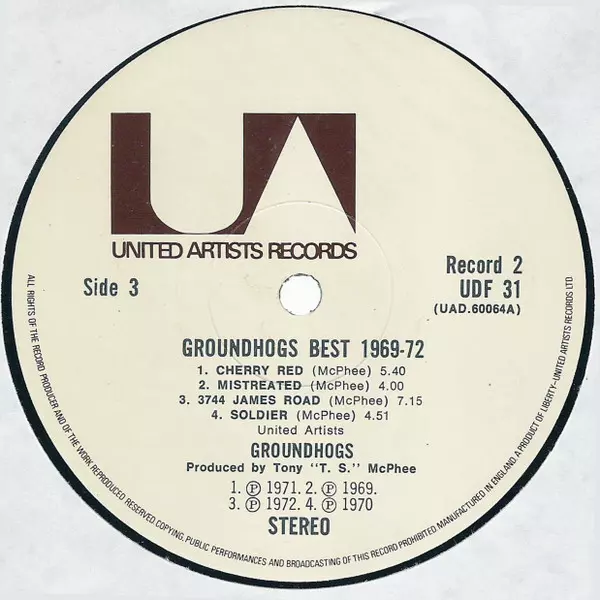 UA
UNITED ARTISTS RECORDS
Side 3
Record 2
UDF 31
(UAD.60064A)
GROUNDHOGS BEST 1969-72
1. CHERRY RED (McPhee) 5.40
2. MISTREATED (McPhee) 4.00
3. 3744 JAMES ROAD (McPhee) 7.15
4. SOLDIER (McPhee) 4.51
United Artists
GROUNDHOGS
Produced by Tony "T. S." McPhee
1. Ⓟ 1971. 2. Ⓟ 1969.
3. Ⓟ 1972. 4. Ⓟ 1970
STEREO
ALL RIGHTS OF THE RECORD PRODUCER AND OF THE WORK REPRODUCED RESERVED. COPYING, PUBLIC PERFORMANCES AND BROADCASTING OF THIS RECORD PROHIBITED. MANUFACTURED IN ENGLAND. A PRODUCT OF LIBERTY-UNITED ARTISTS RECORDS LTD.